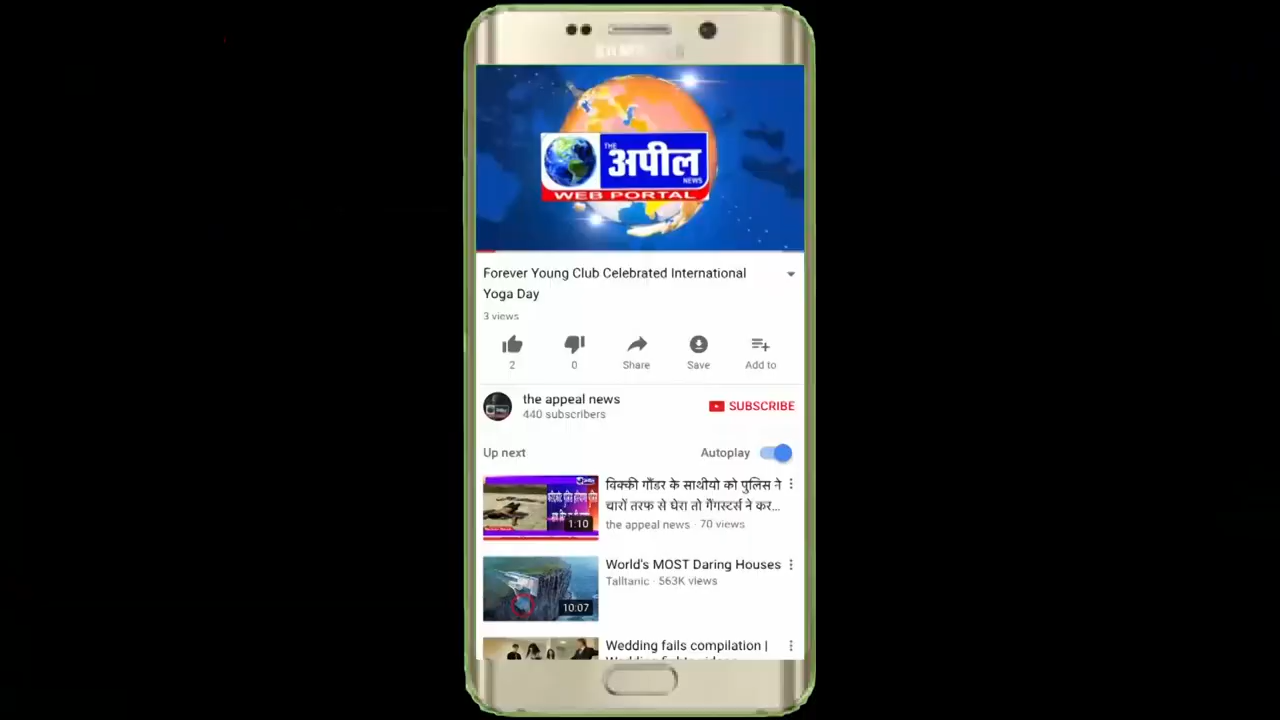 SAMSUNG
THE
अपील
NEWS
WEB PORTAL
Forever Young Club Celebrated International
Yoga Day
3 views
2
0
Share
Save
Add to
the appeal news
440 subscribers
SUBSCRIBE
Up next
Autoplay
विक्की गौंडर के साथीयो को पुलिस ने
चारों तरफ से घेरा तो गैंगस्टर्स ने कर...
the appeal news · 70 views
1:10
World's MOST Daring Houses
Talltanic · 563K views
10:07
Wedding fails compilation |